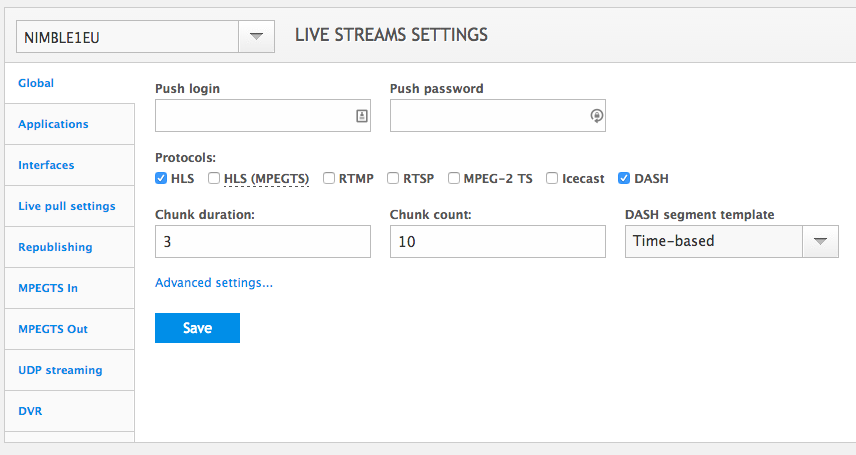 NIMBLE1EU
LIVE STREAMS SETTINGS
Global
Applications
Interfaces
Live pull settings
Republishing
MPEGTS In
MPEGTS Out
UDP streaming
DVR
Push login
Push password
Protocols:
HLS HLS (MPEGTS) RTMP RTSP MPEG-2 TS Icecast DASH
Chunk duration:
Chunk count:
DASH segment template
3
10
Time-based
Advanced settings...
Save